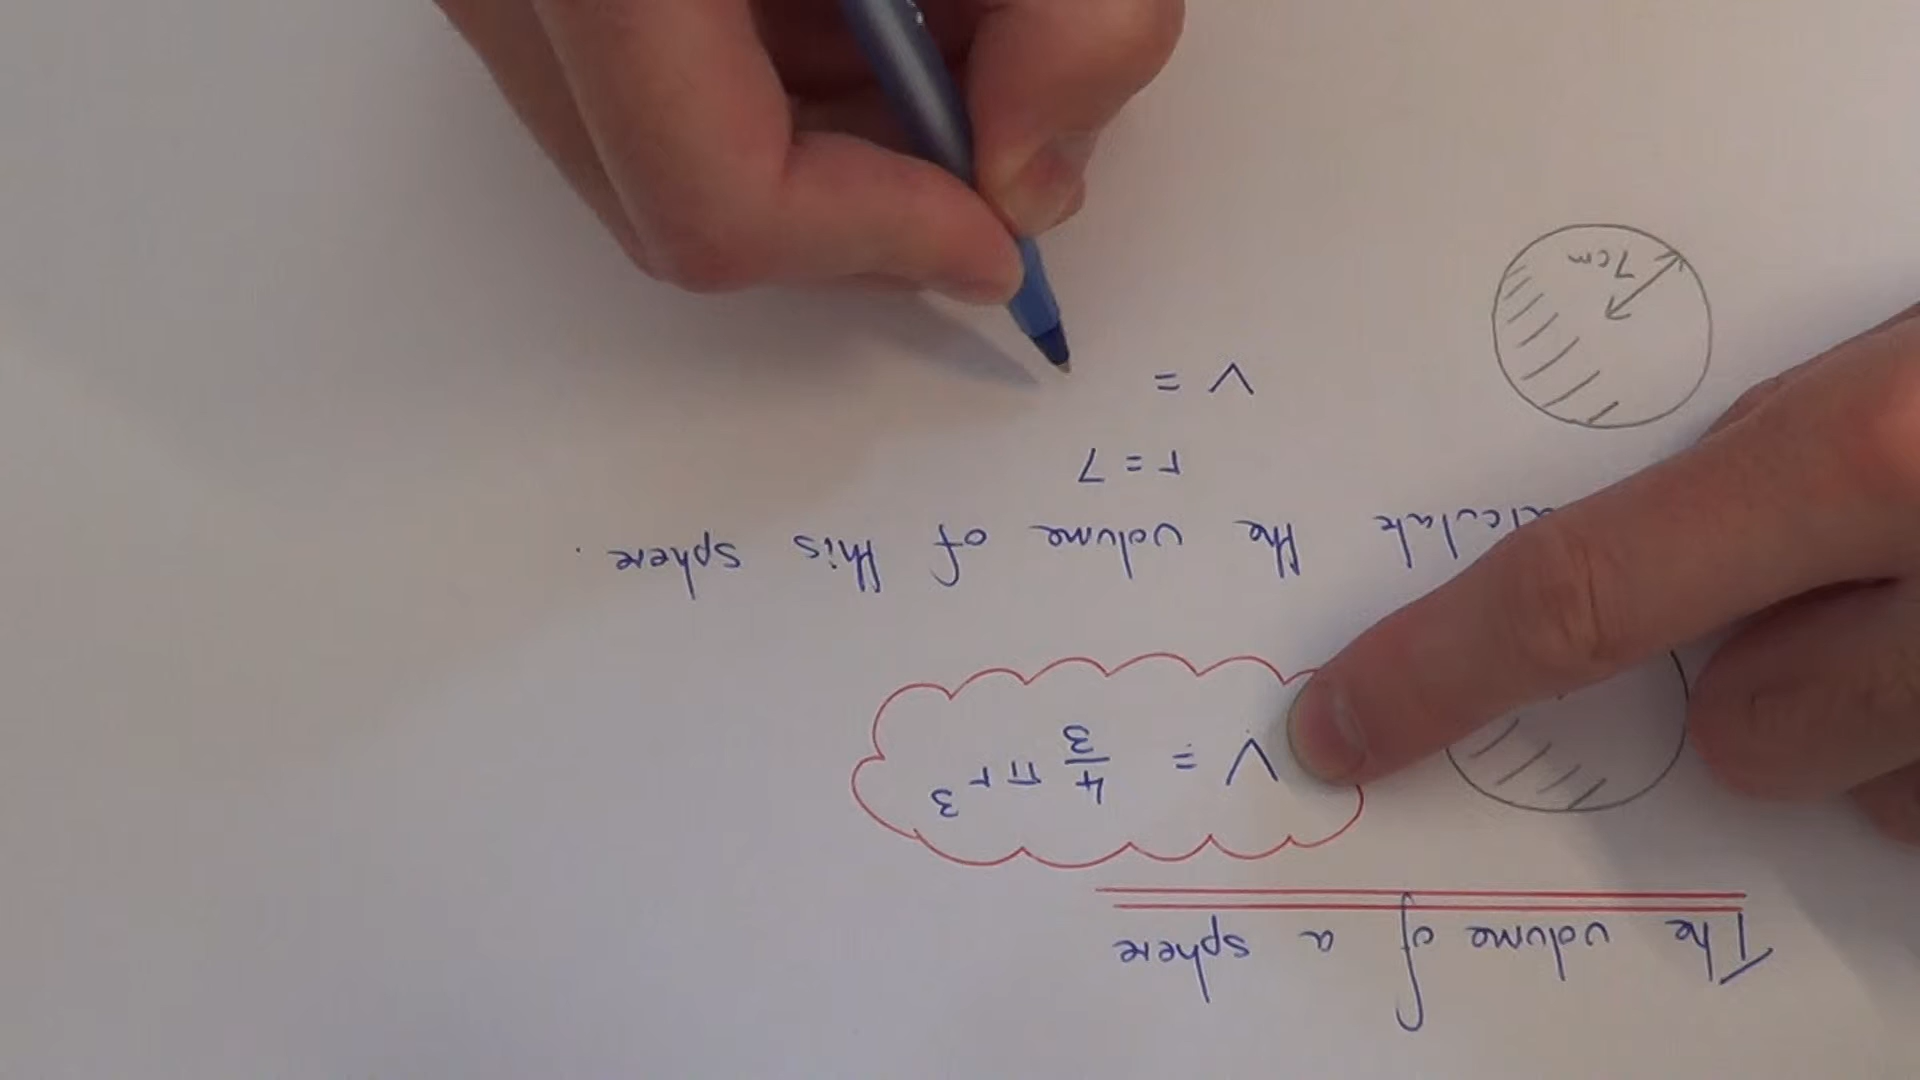 The volume of a sphere
V = 4/3 π r³
the volume of this sphere.
r = 7
7cm
V =